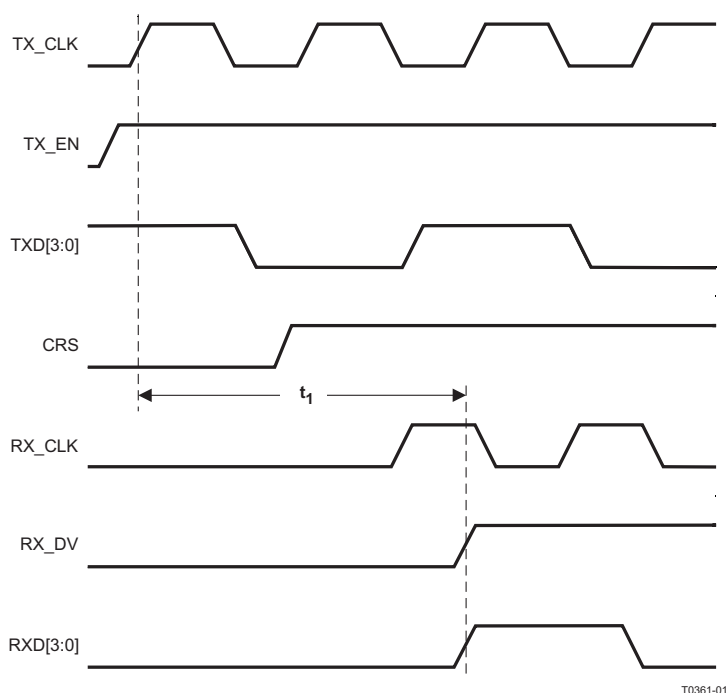 TX_CLK
TX_EN
TXD[3:0]
CRS
t1
RX_CLK
RX_DV
RXD[3:0]
T0361-01